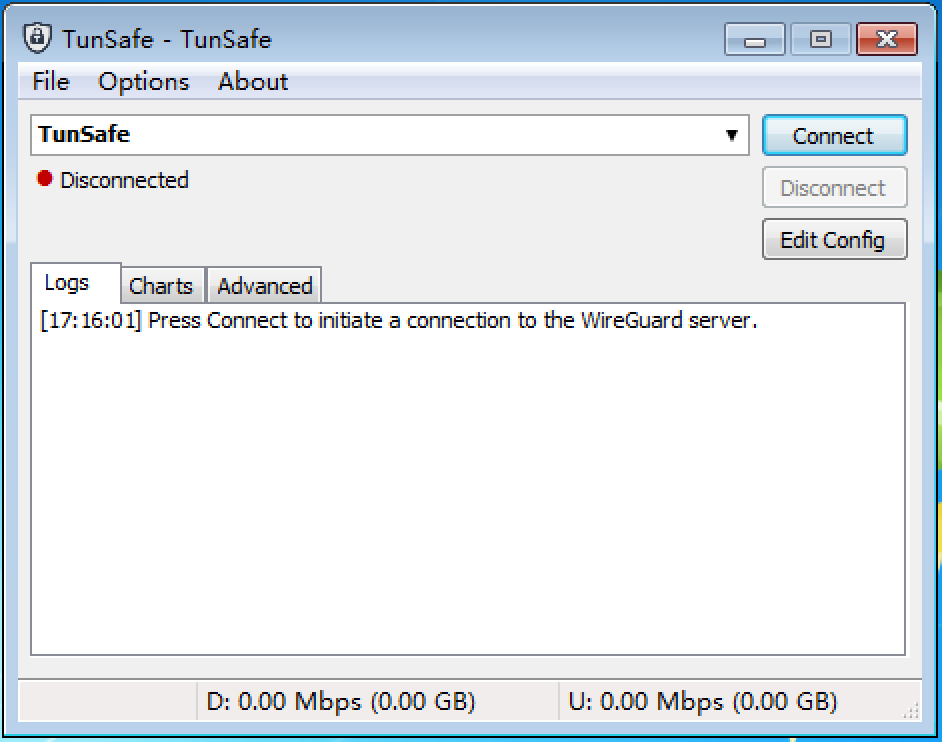 TunSafe - TunSafe
File Options About
TunSafe
Connect
Disconnected
Disconnect
Edit Config
Logs Charts Advanced
[17:16:01] Press Connect to initiate a connection to the WireGuard server.
D: 0.00 Mbps (0.00 GB) U: 0.00 Mbps (0.00 GB)